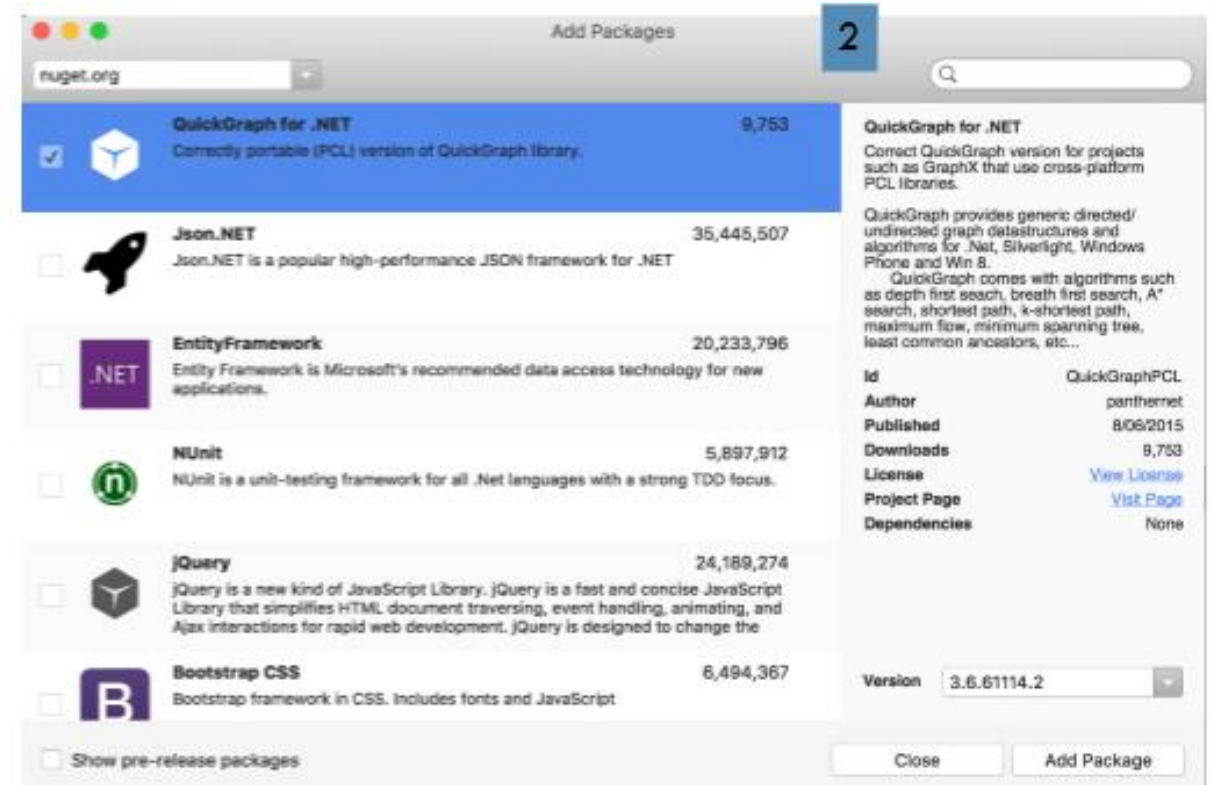 Add Packages
2
nuget.org
QuickGraph for .NET
9,753
Correctly portable (PCL) version of QuickGraph library.
Json.NET
35,445,507
Json.NET is a popular high-performance JSON framework for .NET
.NET
EntityFramework
20,233,796
Entity Framework is Microsoft's recommended data access technology for new
applications.
n
NUnit
5,897,912
NUnit is a unit-testing framework for all .Net languages with a strong TDD focus.
jQuery
24,189,274
jQuery is a new kind of JavaScript Library. jQuery is a fast and concise JavaScript
Library that simplifies HTML document traversing, event handling, animating, and
Ajax interactions for rapid web development. jQuery is designed to change the
B
Bootstrap CSS
6,494,367
Bootstrap framework in CSS. Includes fonts and JavaScript
QuickGraph for .NET
Correct QuickGraph version for projects
such as GraphX that use cross-platform
PCL libraries.
QuickGraph provides generic directed/
undirected graph datastructures and
algorithms for .Net, Silverlight, Windows
Phone and Win 8.
QuickGraph comes with algorithms such
as depth first seach, breath first search, A*
search, shortest path, k-shortest path,
maximum flow, minimum spanning tree,
least common ancestors, etc...
Id QuickGraphPCL
Author panthernet
Published 8/06/2015
Downloads 9,753
License View License
Project Page Visit Page
Dependencies None
Version 3.6.61114.2
Show pre-release packages
Close
Add Package